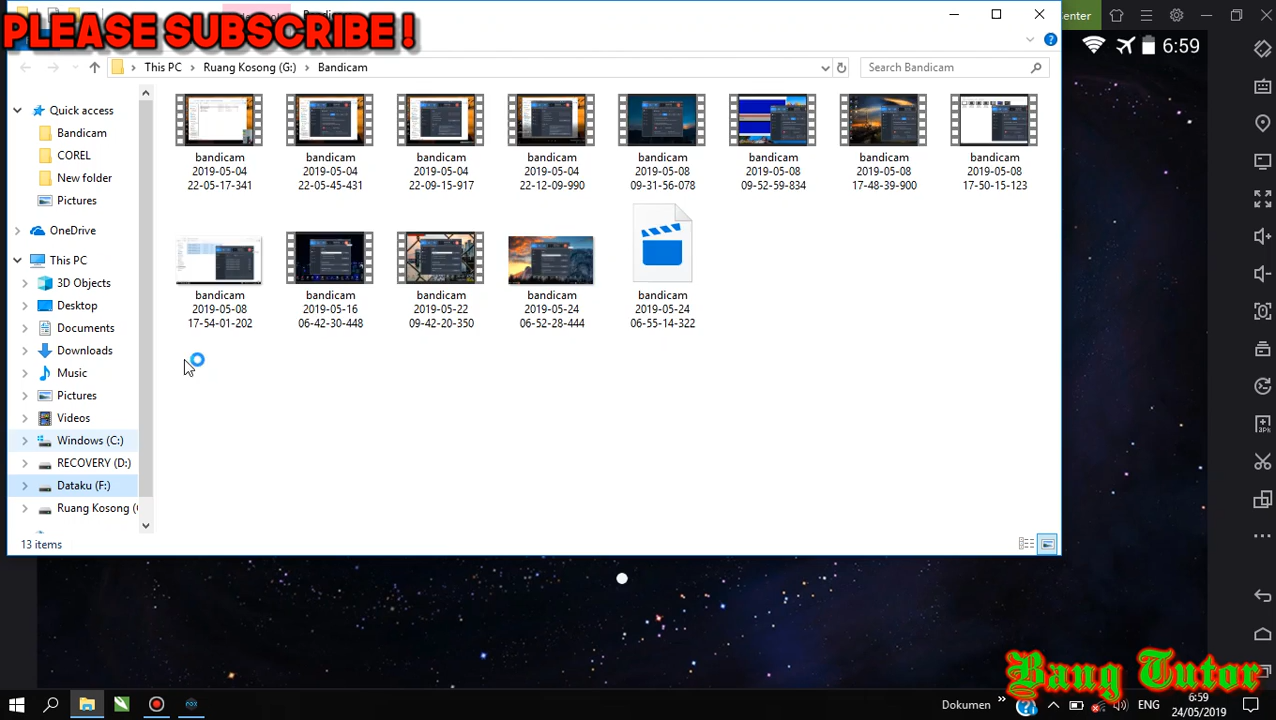 PLEASE SUBSCRIBE !
enter
6:59
This PC
Ruang Kosong (G:)
Bandicam
Search Bandicam
Quick access
Bandicam
COREL
New folder
Pictures
OneDrive
This PC
3D Objects
Desktop
Documents
Downloads
Music
Pictures
Videos
Windows (C:)
RECOVERY (D:)
Dataku (F:)
Ruang Kosong (
bandicam
2019-05-04
22-05-17-341
bandicam
2019-05-04
22-05-45-431
bandicam
2019-05-04
22-09-15-917
bandicam
2019-05-04
22-12-09-990
bandicam
2019-05-08
09-31-56-078
bandicam
2019-05-08
09-52-59-834
bandicam
2019-05-08
17-48-39-900
bandicam
2019-05-08
17-50-15-123
bandicam
2019-05-08
17-54-01-202
bandicam
2019-05-16
06-42-30-448
bandicam
2019-05-22
09-42-20-350
bandicam
2019-05-24
06-52-28-444
bandicam
2019-05-24
06-55-14-322
13 items
Bang Tutor
Dokumen
ENG
6:59
24/05/2019